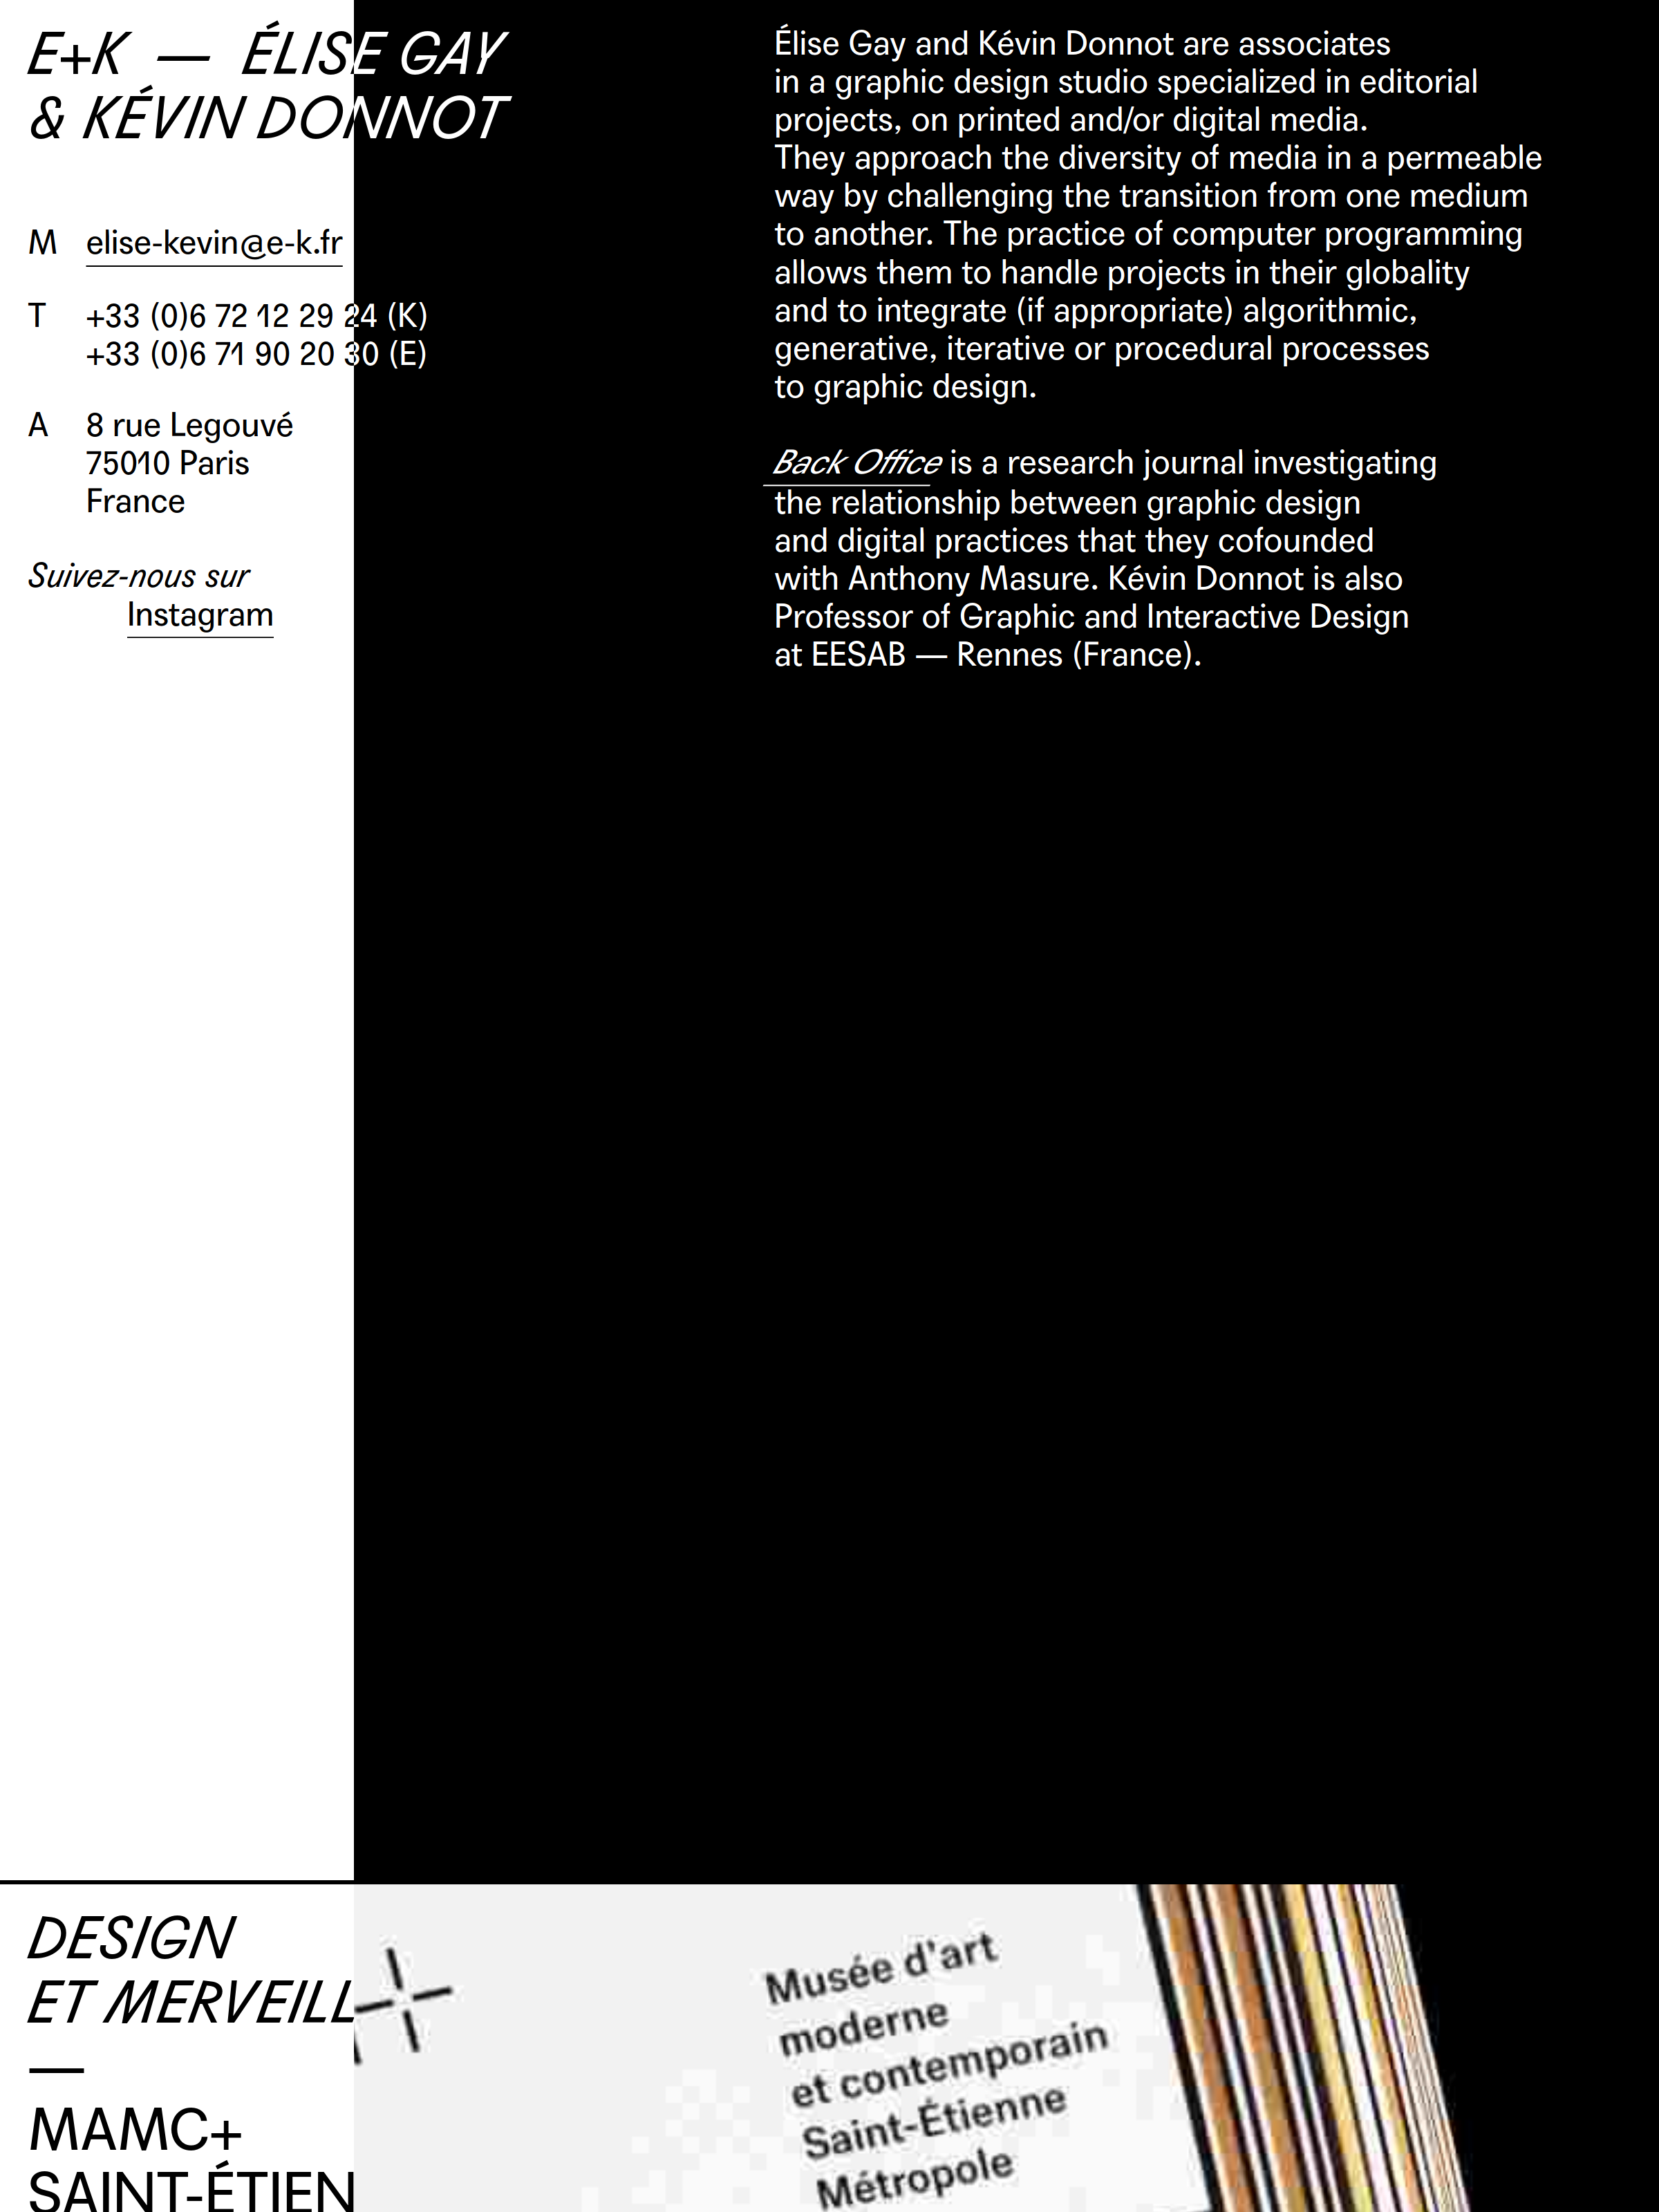 E+K — ÉLISE GAY
& KÉVIN DONNOT
M elise-kevin@e-k.fr
T +33 (0)6 72 12 29 24 (K)
+33 (0)6 71 90 20 30 (E)
A 8 rue Legouvé
75010 Paris
France
Suivez-nous sur
Instagram
Élise Gay and Kévin Donnot are associates
in a graphic design studio specialized in editorial
projects, on printed and/or digital media.
They approach the diversity of media in a permeable
way by challenging the transition from one medium
to another. The practice of computer programming
allows them to handle projects in their globality
and to integrate (if appropriate) algorithmic,
generative, iterative or procedural processes
to graphic design.
Back Office is a research journal investigating
the relationship between graphic design
and digital practices that they cofounded
with Anthony Masure. Kévin Donnot is also
Professor of Graphic and Interactive Design
at EESAB — Rennes (France).
DESIGN
ET MERVEILL
—
MAMC+
SAINT-ÉTIEN
Musée d'art
moderne
et contemporain
Saint-Étienne
Métropole